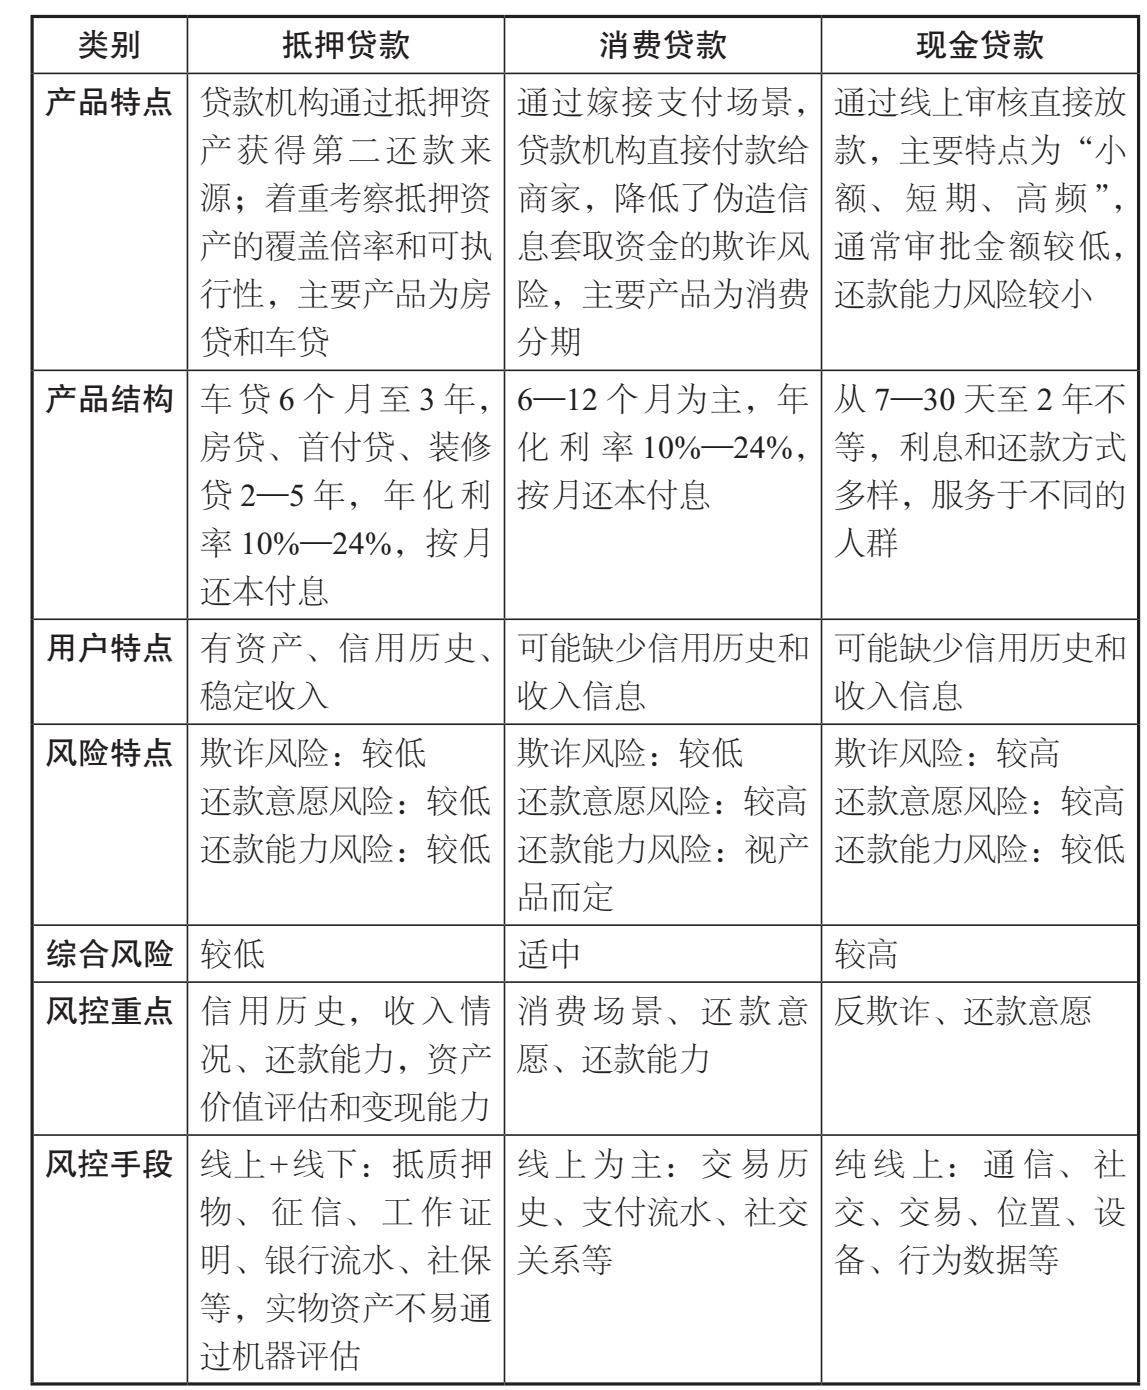 类别
抵押贷款
消费贷款
现金贷款
产品特点
贷款机构通过抵押资
产获得第二还款来
源；着重考察抵押资
产的覆盖倍率和可执
行性，主要产品为房
贷和车贷
通过嫁接支付场景，
贷款机构直接付款给
商家，降低了伪造信
息套取资金的欺诈风
险，主要产品为消费
分期
通过线上审核直接放
款，主要特点为“小
额、短期、高频”，
通常审批金额较低，
还款能力风险较小
产品结构
车贷6个月至3年，
房贷、首付贷、装修
贷2—5年，年化利
率10%—24%，按月
还本付息
6—12个月为主，年
化利率10%—24%，
按月还本付息
从7—30天至2年不
等，利息和还款方式
多样，服务于不同的
人群
用户特点
有资产、信用历史、
稳定收入
可能缺少信用历史和
收入信息
可能缺少信用历史和
收入信息
风险特点
欺诈风险：较低
还款意愿风险：较低
还款能力风险：较低
欺诈风险：较低
还款意愿风险：较高
还款能力风险：视产
品而定
欺诈风险：较高
还款意愿风险：较高
还款能力风险：较低
综合风险
较低
适中
较高
风控重点
信用历史，收入情
况、还款能力，资产
价值评估和变现能力
消费场景、还款意
愿、还款能力
反欺诈、还款意愿
风控手段
线上+线下：抵质押
物、征信、工作证
明、银行流水、社保
等，实物资产不易通
过机器评估
线上为主：交易历
史、支付流水、社交
关系等
纯线上：通信、社
交、交易、位置、设
备、行为数据等